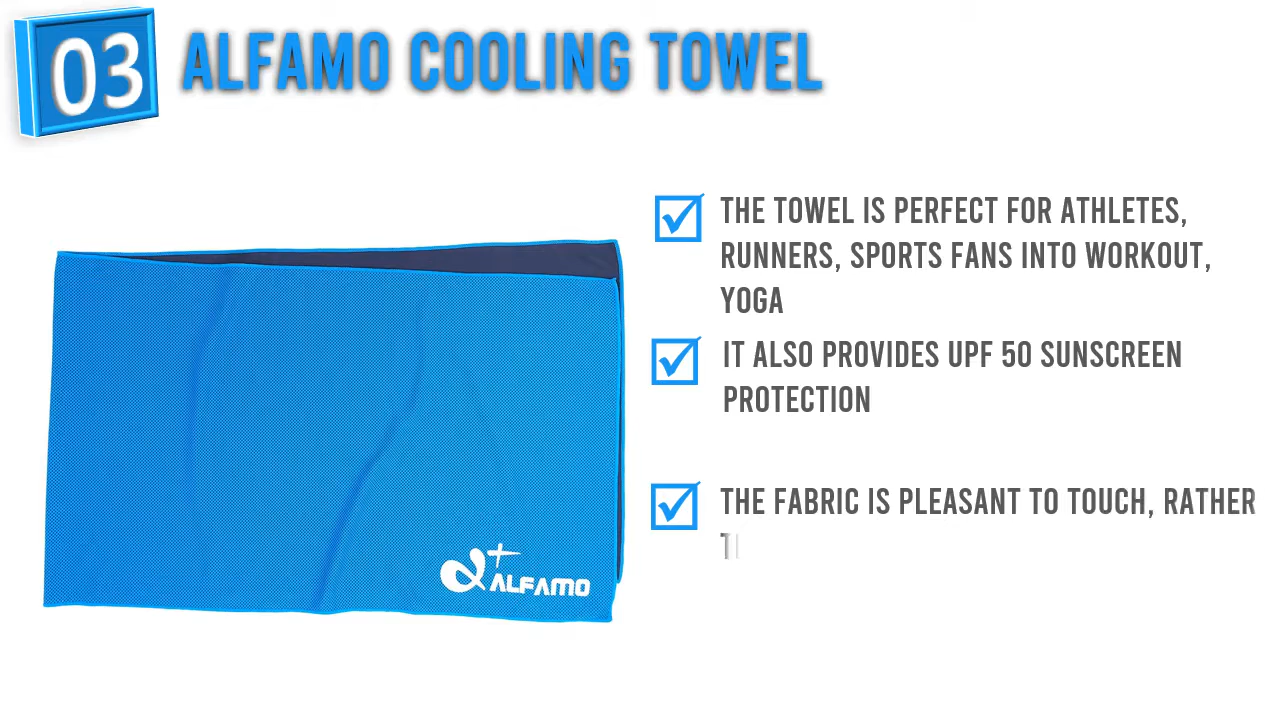 03
ALFAMO COOLING TOWEL
THE TOWEL IS PERFECT FOR ATHLETES,
RUNNERS, SPORTS FANS INTO WORKOUT,
YOGA
IT ALSO PROVIDES UPF 50 SUNSCREEN
PROTECTION
THE FABRIC IS PLEASANT TO TOUCH, RATHER
ALFAMO